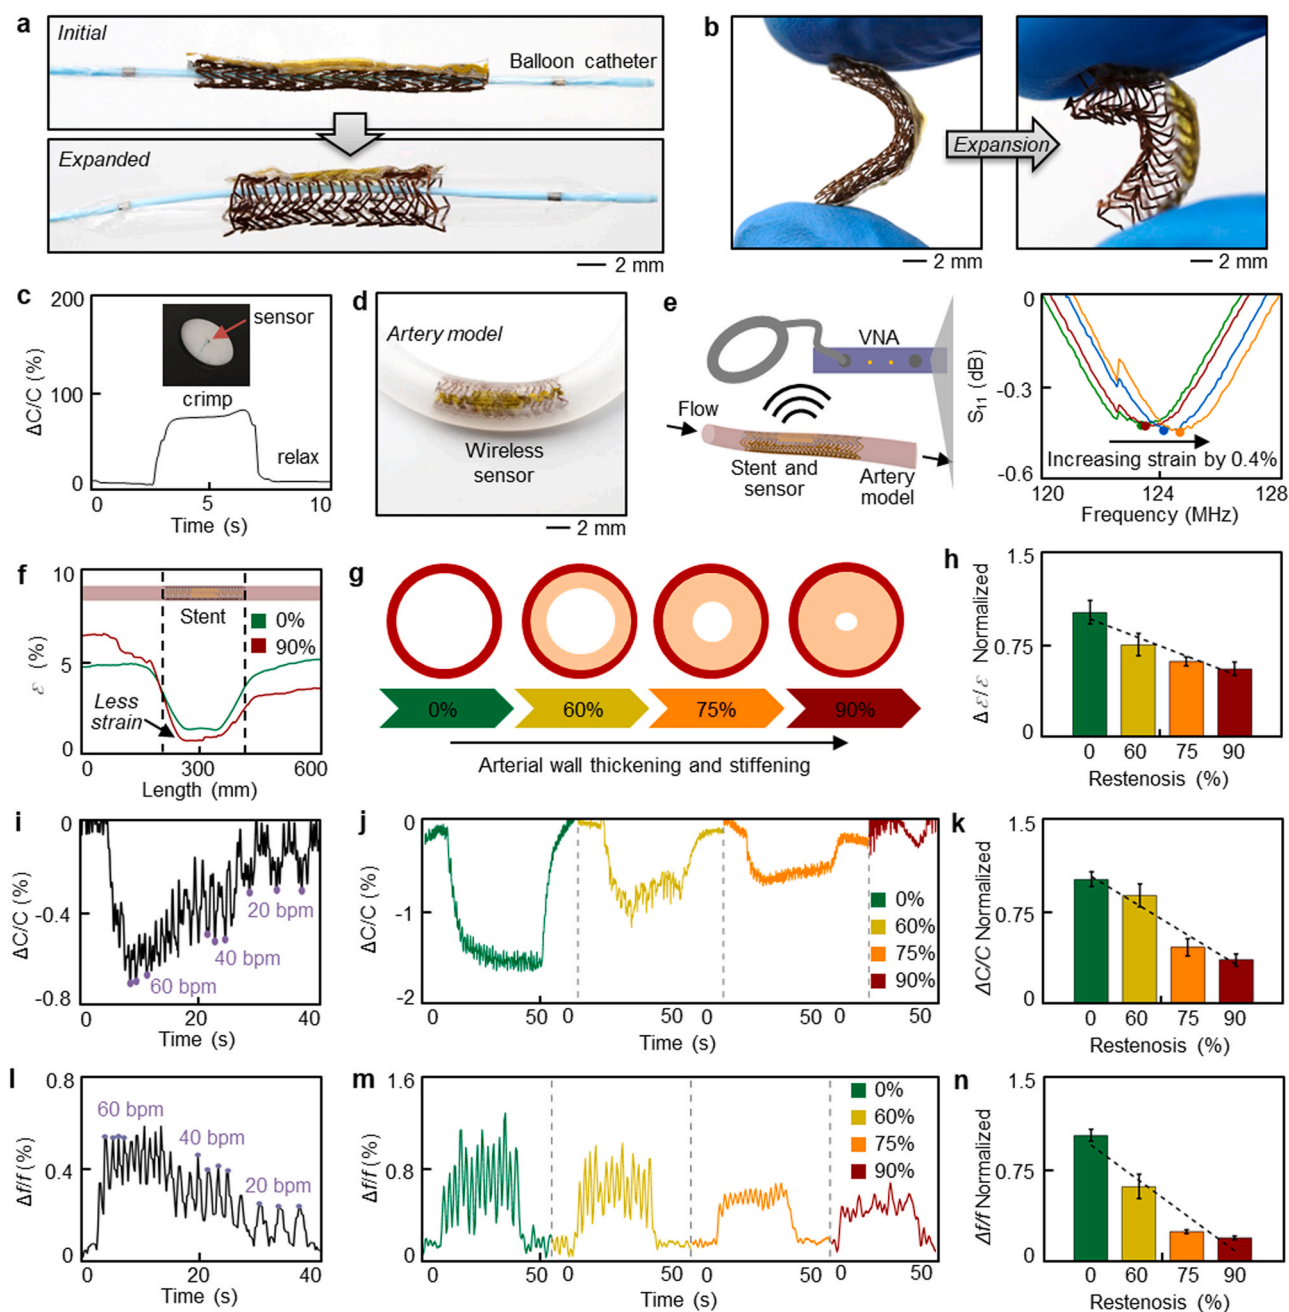 a
Initial
Balloon catheter
Expanded
2 mm
b
Expansion
2 mm
2 mm
c
200
100
0
ΔC/C (%)
sensor
crimp
relax
0
5
10
Time (s)
d
Artery model
Wireless
sensor
2 mm
e
VNA
Flow
Stent and
sensor
Artery
model
0
-0.3
-0.6
S11 (dB)
Increasing strain by 0.4%
120
124
128
Frequency (MHz)
f
10
5
0
ε (%)
Stent
0%
90%
Less
strain
0
300
600
Length (mm)
g
0%
60%
75%
90%
Arterial wall thickening and stiffening
h
1.5
0.75
0
Δε/ε Normalized
0
60
75
90
Restenosis (%)
i
0
-0.4
-0.8
ΔC/C (%)
60 bpm
40 bpm
20 bpm
0
20
40
Time (s)
j
0
-1
-2
ΔC/C (%)
0%
60%
75%
90%
0
50
0
50
0
50
0
50
Time (s)
k
1.5
0.75
0
ΔC/C Normalized
0
60
75
90
Restenosis (%)
l
0.8
0.4
0
Δf/f (%)
60 bpm
40 bpm
20 bpm
0
20
40
Time (s)
m
1.6
0.8
0
Δf/f (%)
0%
60%
75%
90%
0
50
0
50
0
50
0
50
Time (s)
n
1.5
0.75
0
Δf/f Normalized
0
60
75
90
Restenosis (%)